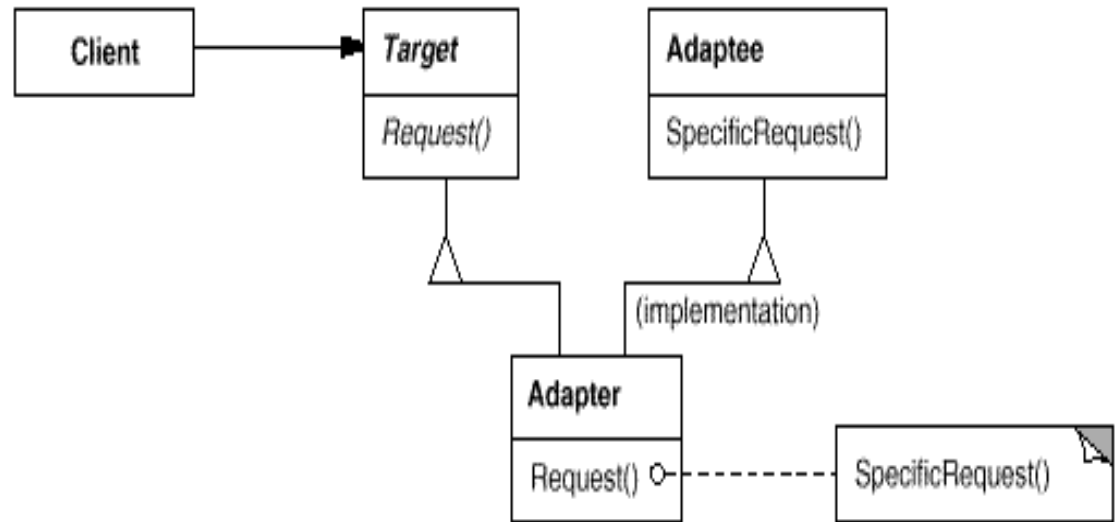 Client
Target
Request()
Adaptee
SpecificRequest()
(implementation)
Adapter
Request()
SpecificRequest()